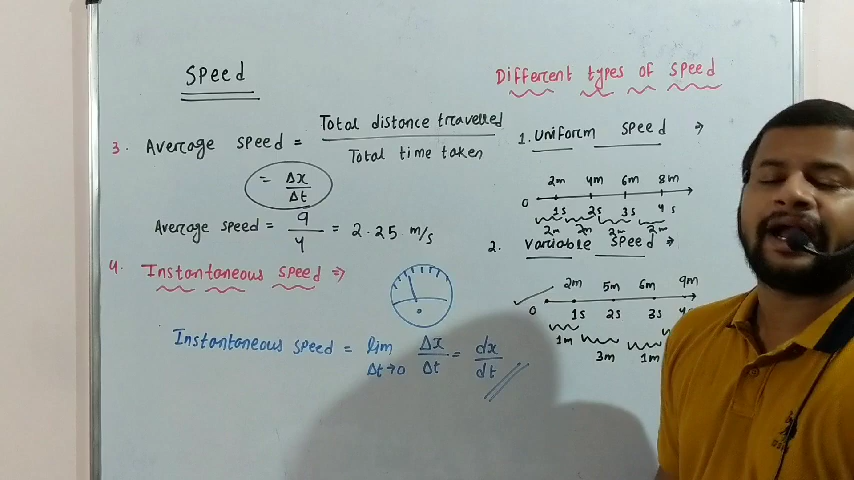 Speed
3. Average speed = Total distance travelled
Total time taken
= Δx
Δt
Average speed = 9
4
= 2.25 m/s
4. Instantaneous speed ⇒
Instantaneous speed = lim Δx = dx
Δt→0 Δt dt
Different types of speed
1. Uniform speed ⇒
2m 4m 6m 8m
0 1s 2s 3s 4s
2m 2m 2m 2m
2. Variable speed ⇒
2m 5m 6m 9m
0 1s 2s 3s
1m 3m 1m